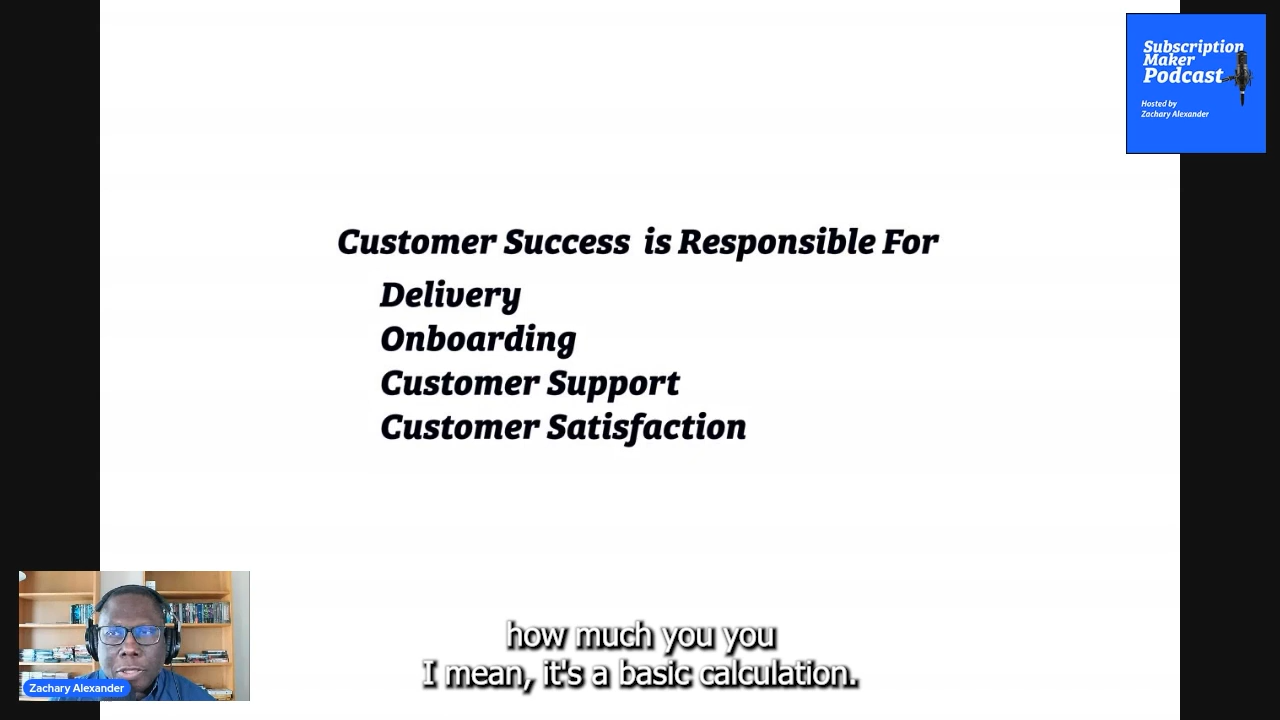 Subscription
Maker
Podcast
Hosted by
Zachary Alexander
Customer Success is Responsible For
Delivery
Onboarding
Customer Support
Customer Satisfaction
Zachary Alexander
how much you you
I mean, it's a basic calculation.